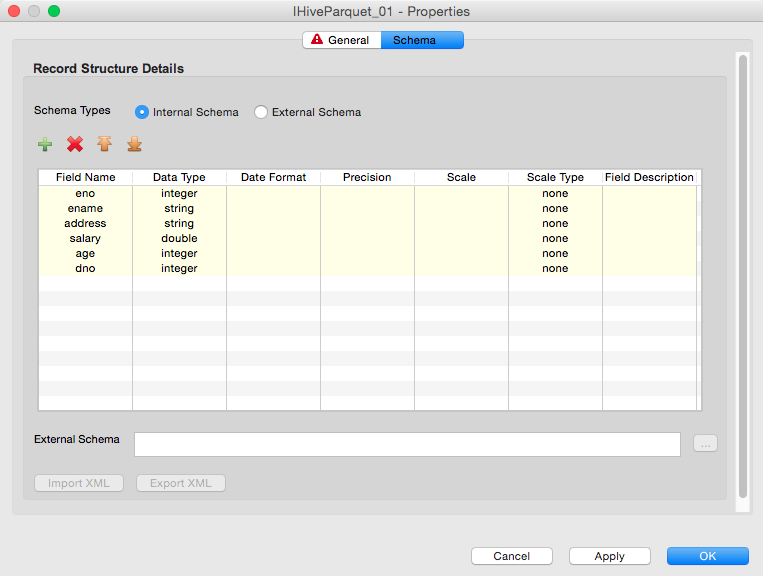 IHiveParquet_01 - Properties
General Schema
Record Structure Details
Schema Types Internal Schema External Schema
Field Name Data Type Date Format Precision Scale Scale Type Field Description
eno integer none
ename string none
address string none
salary double none
age integer none
dno integer none
External Schema ...
Import XML Export XML
Cancel Apply OK